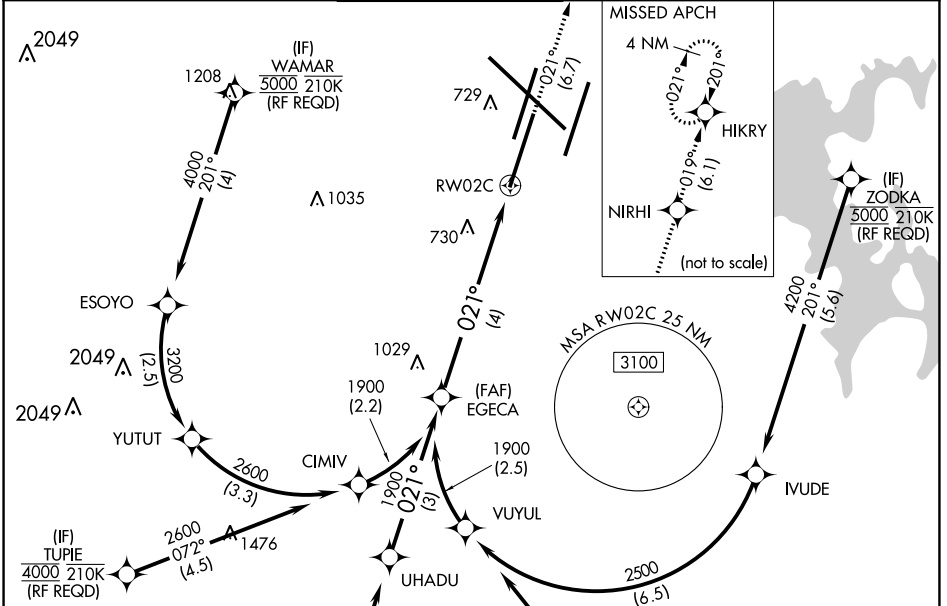 2049
(IF)
WAMAR
5000 210K
(RF REQD)
1208
4000
201°
(4)
1035
729
021°
(6.7)
RW02C
730
MISSED APCH
4 NM
021°
201°
HIKRY
019°
(6.1)
NIRHI
(not to scale)
(IF)
ZODKA
5000 210K
(RF REQD)
4200
201°
(5.6)
ESOYO
3200
(2.5)
2049
2049
YUTUT
2600
(3.3)
CIMIV
1029
1900
(2.2)
021°
(4)
(FAF)
EGECA
MSA RW02C 25 NM
3100
1900
021°
(3)
1900
(2.5)
VUYUL
IVUDE
2500
(6.5)
(IF)
TUPIE
4000 210K
(RF REQD)
2600
072°
(4.5)
1476
UHADU